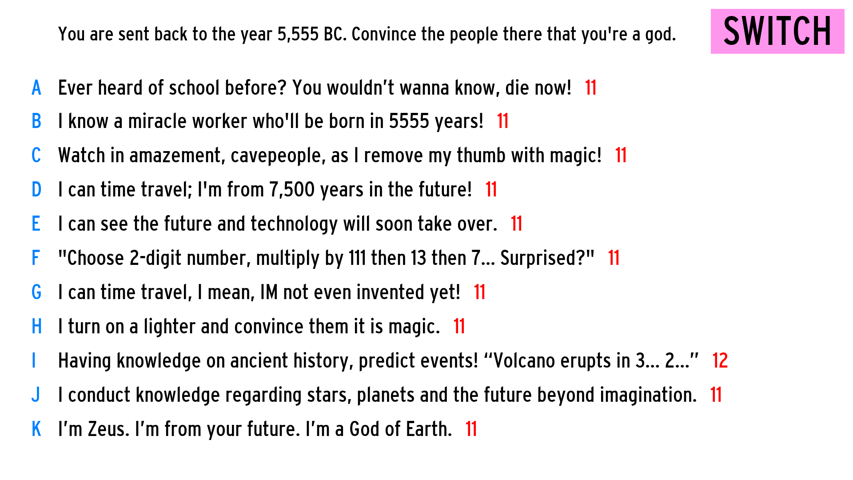 You are sent back to the year 5,555 BC. Convince the people there that you're a god.
SWITCH
A Ever heard of school before? You wouldn’t wanna know, die now! 11
B I know a miracle worker who'll be born in 5555 years! 11
C Watch in amazement, cavepeople, as I remove my thumb with magic! 11
D I can time travel; I'm from 7,500 years in the future! 11
E I can see the future and technology will soon take over. 11
F "Choose 2-digit number, multiply by 111 then 13 then 7... Surprised?" 11
G I can time travel, I mean, IM not even invented yet! 11
H I turn on a lighter and convince them it is magic. 11
I Having knowledge on ancient history, predict events! “Volcano erupts in 3... 2...” 12
J I conduct knowledge regarding stars, planets and the future beyond imagination. 11
K I’m Zeus. I’m from your future. I’m a God of Earth. 11